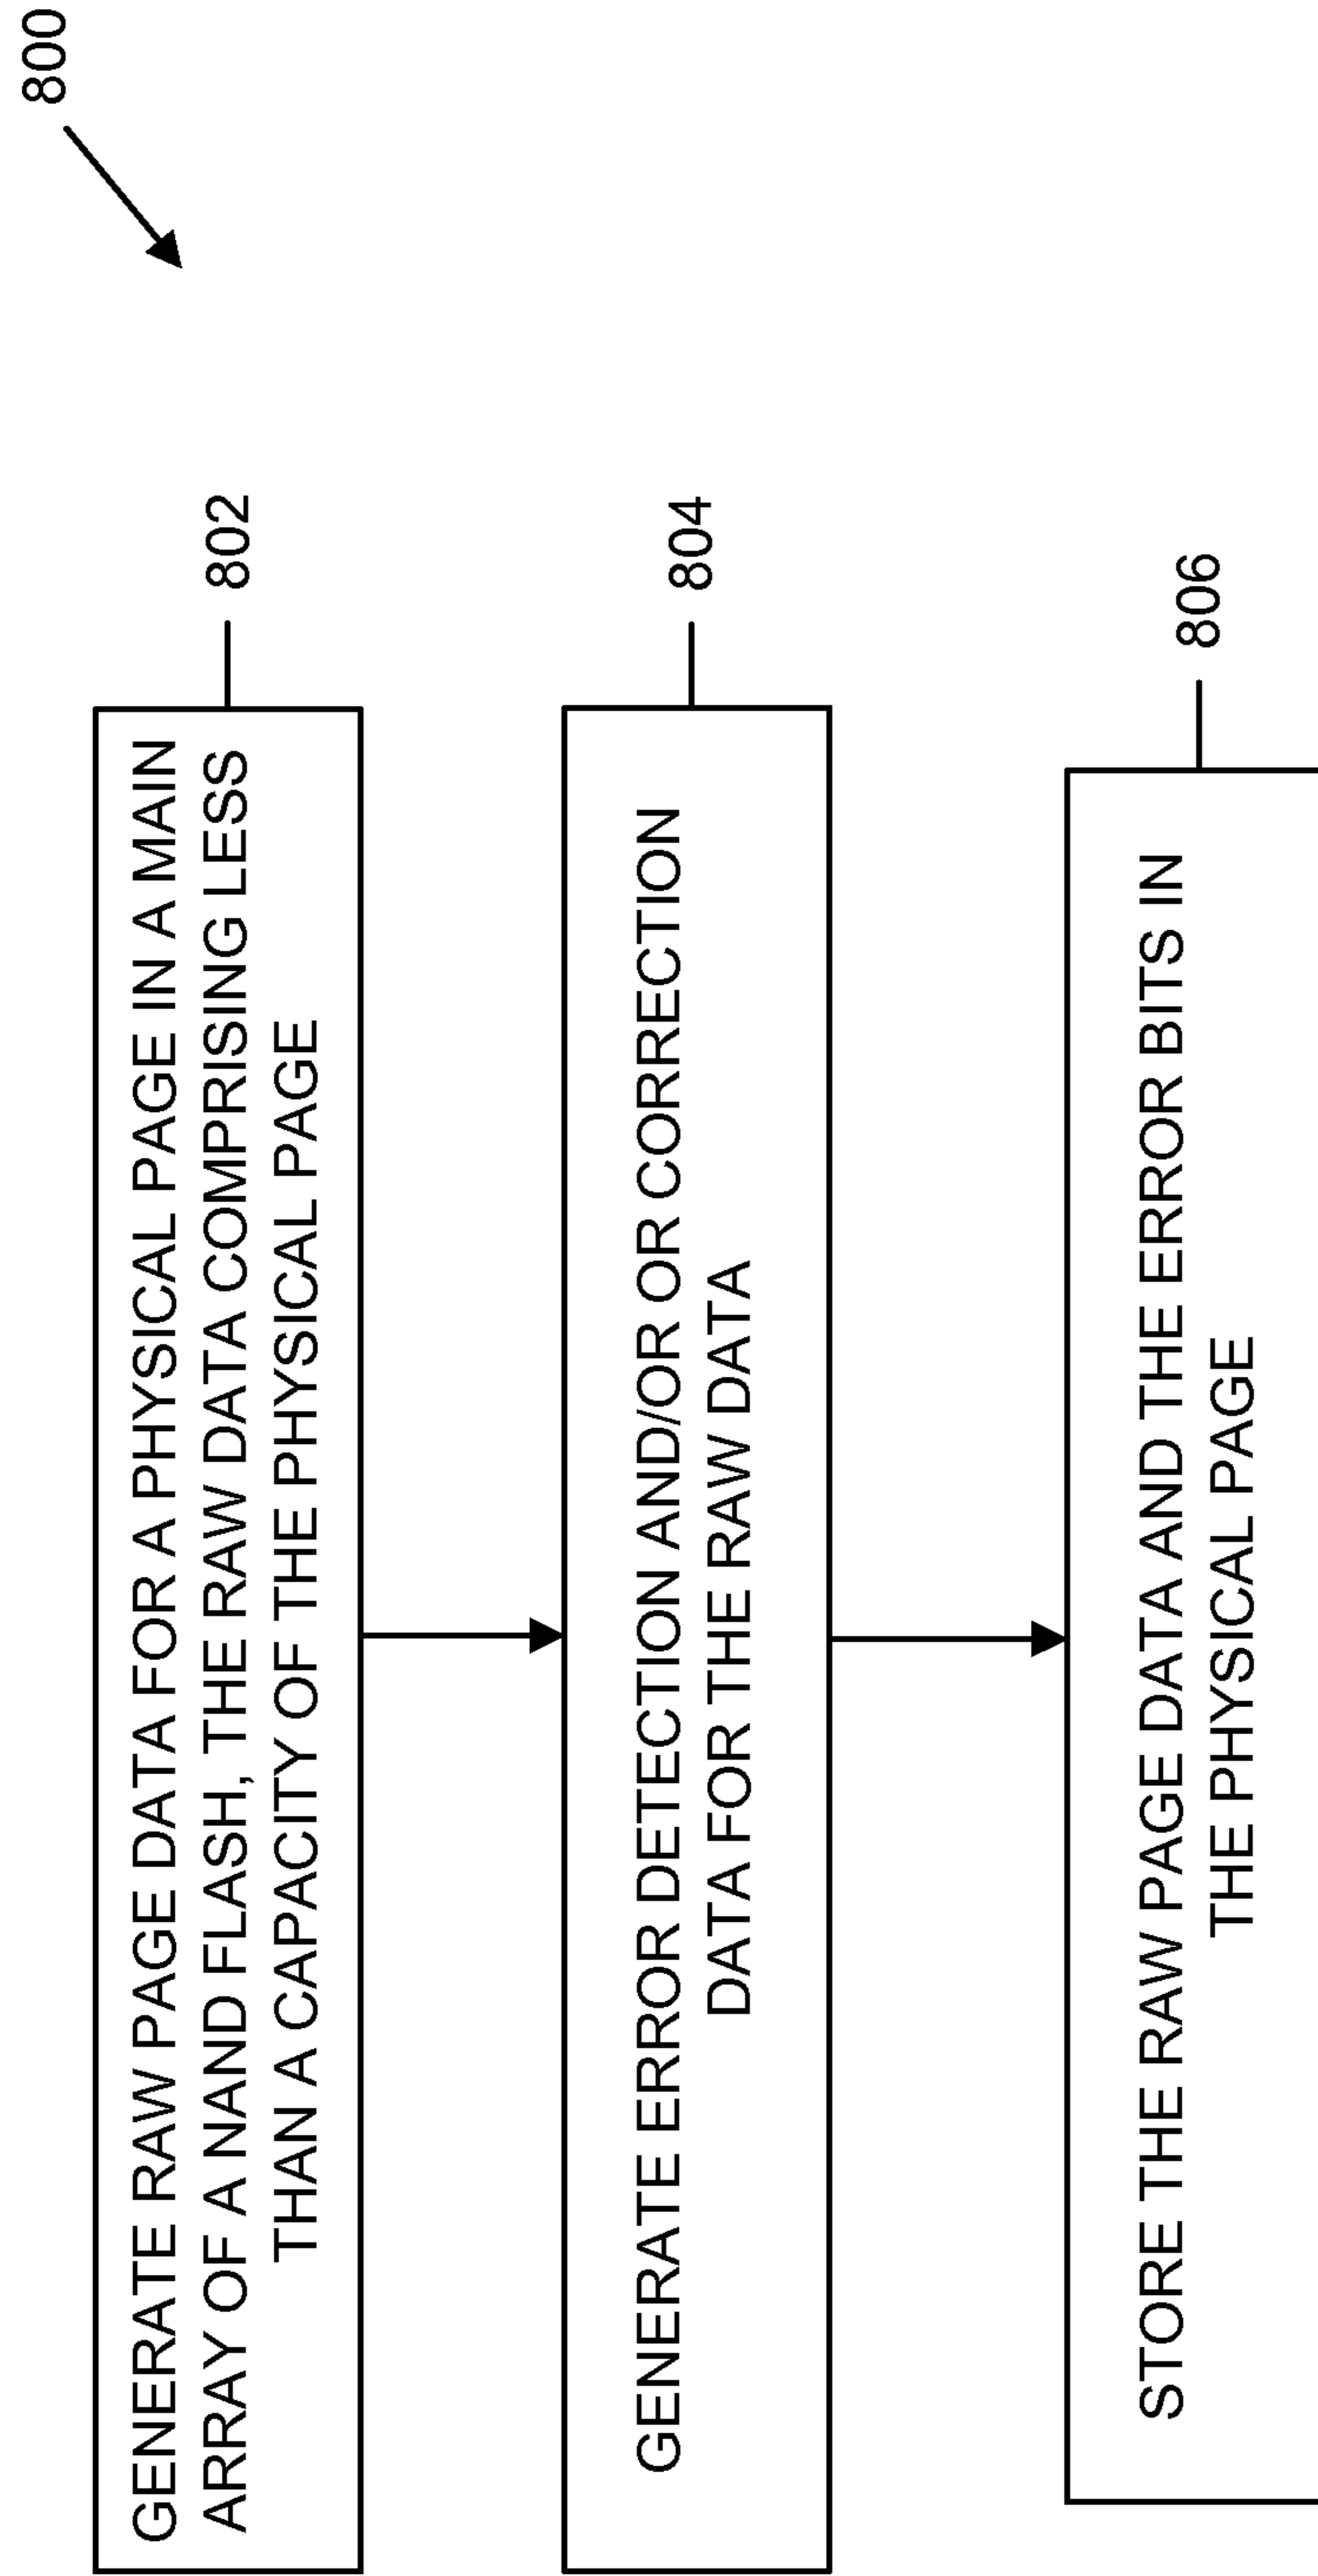 800
GENERATE RAW PAGE DATA FOR A PHYSICAL PAGE IN A MAIN
ARRAY OF A NAND FLASH, THE RAW DATA COMPRISING LESS
THAN A CAPACITY OF THE PHYSICAL PAGE
802
GENERATE ERROR DETECTION AND/OR OR CORRECTION
DATA FOR THE RAW DATA
804
STORE THE RAW PAGE DATA AND THE ERROR BITS IN
THE PHYSICAL PAGE
806